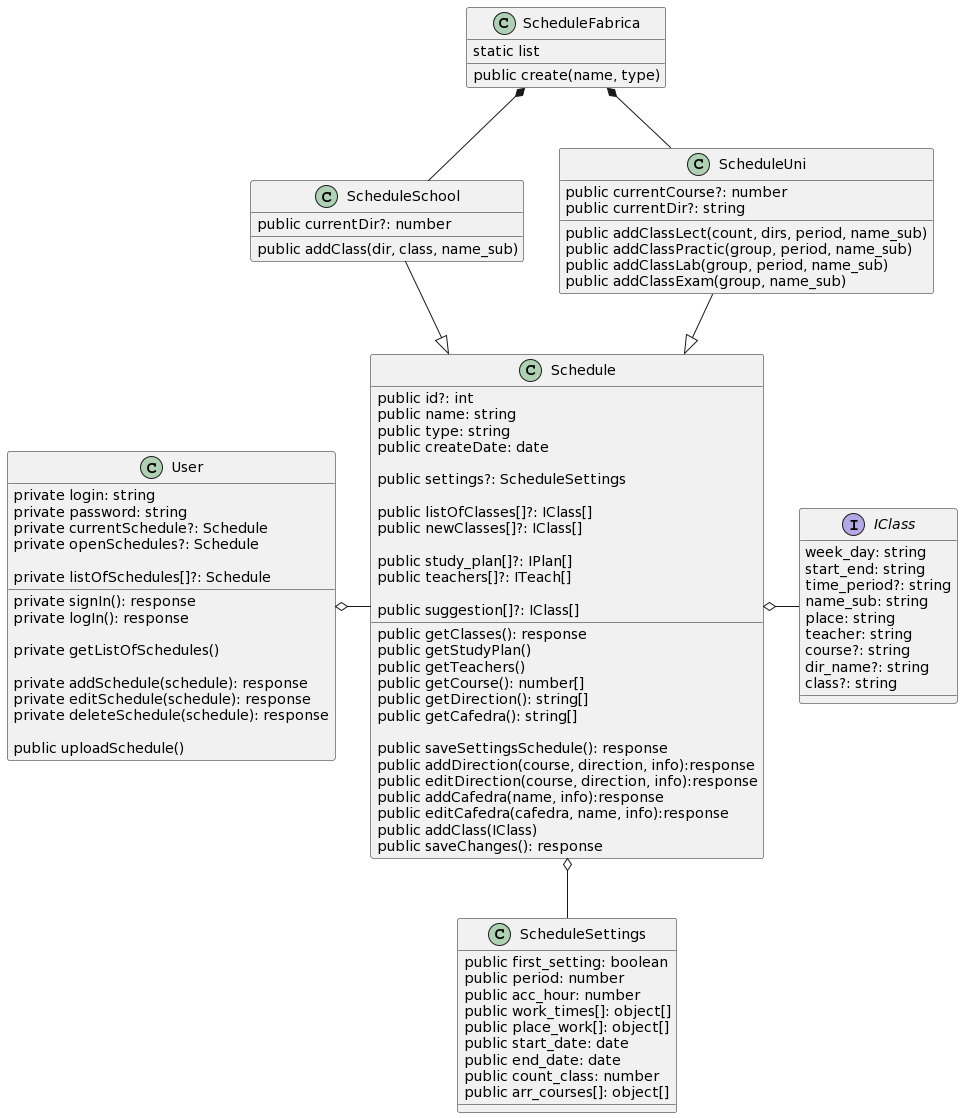 C ScheduleFabrica
static list
public create(name, type)
C ScheduleSchool
public currentDir?: number
public addClass(dir, class, name_sub)
C ScheduleUni
public currentCourse?: number
public currentDir?: string
public addClassLect(count, dirs, period, name_sub)
public addClassPractic(group, period, name_sub)
public addClassLab(group, period, name_sub)
public addClassExam(group, name_sub)
C Schedule
public id?: int
public name: string
public type: string
public createDate: date
public settings?: ScheduleSettings
public listOfClasses[]?: IClass[]
public newClasses[]?: IClass[]
public study_plan[]?: IPlan[]
public teachers[]?: ITeach[]
public suggestion[]?: IClass[]
public getClasses(): response
public getStudyPlan()
public getTeachers()
public getCourse(): number[]
public getDirection(): string[]
public getCafedra(): string[]
public saveSettingsSchedule(): response
public addDirection(course, direction, info):response
public editDirection(course, direction, info):response
public addCafedra(name, info):response
public editCafedra(cafedra, name, info):response
public addClass(IClass)
public saveChanges(): response
C User
private login: string
private password: string
private currentSchedule?: Schedule
private openSchedules?: Schedule
private listOfSchedules[]?: Schedule
private signIn(): response
private logIn(): response
private getListOfSchedules()
private addSchedule(schedule): response
private editSchedule(schedule): response
private deleteSchedule(schedule): response
public uploadSchedule()
I IClass
week_day: string
start_end: string
time_period?: string
name_sub: string
place: string
teacher: string
course?: string
dir_name?: string
class?: string
C ScheduleSettings
public first_setting: boolean
public period: number
public acc_hour: number
public work_times[]: object[]
public place_work[]: object[]
public start_date: date
public end_date: date
public count_class: number
public arr_courses[]: object[]